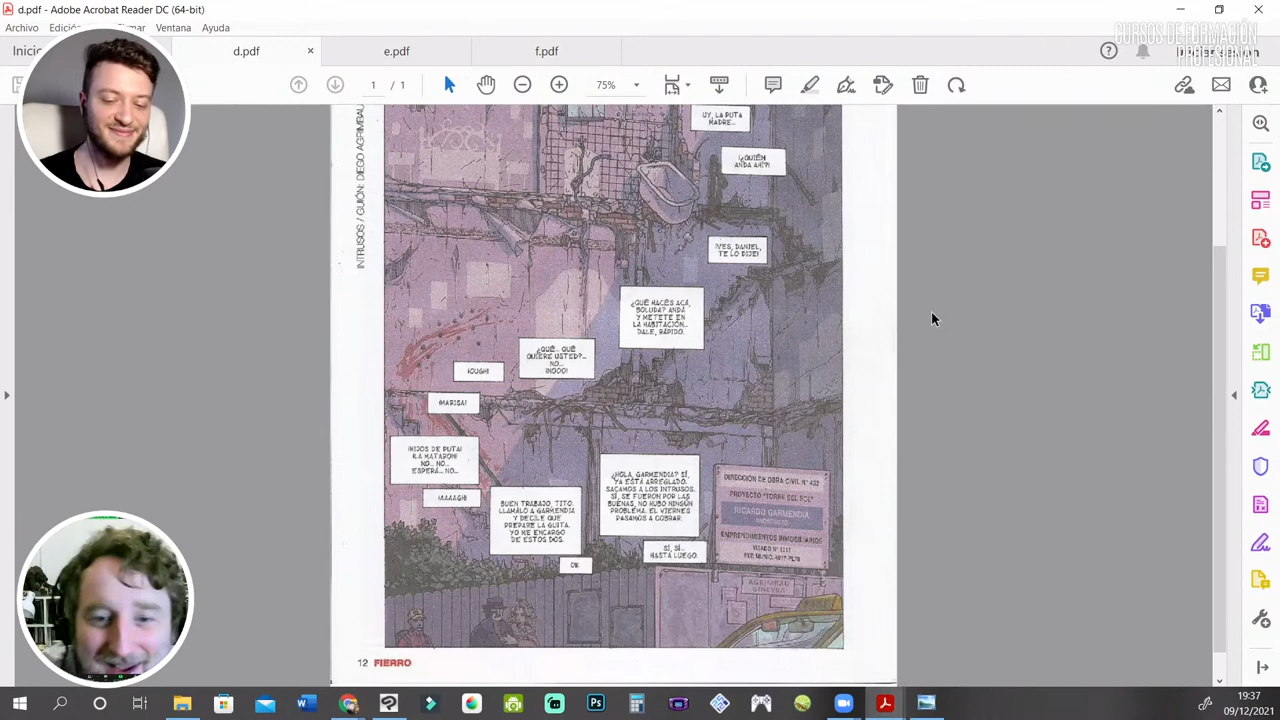 d.pdf - Adobe Acrobat Reader DC (64-bit)
Archivo Edición Firmar Ventana Ayuda
CURSOS DE FORMACIÓN
PROFESIONAL
Inicio d.pdf e.pdf f.pdf
1 / 1 75%
INTRUSOS / GUIÓN: DIEGO AGRIMBAU
¡UY, LA PUTA
MADRE...
¡¿QUIÉN
ANDA AHÍ?!
¡VES, DANIEL,
TE LO DIJE!
¿QUÉ HACÉS ACÁ,
BOLUDA? ANDÁ
Y METETE EN
LA HABITACIÓN...
DALE, RÁPIDO.
¿QUÉ... QUÉ
QUIERE USTED?...
NO...
¡NOOO!
¡OUGH!
¡MARISA!
¡HIJOS DE PUTA!
¡LA MATARON!
NO... NO...
ESPERÁ... NO...
¡AAAAGH!
BUEN TRABAJO, TITO.
LLAMALO A GARMENDIA
Y DECILE QUE
PREPARE LA GUITA.
YO ME ENCARGO
DE ESTOS DOS.
OK
¿HOLA, GARMENDIA? SÍ,
YA ESTÁ ARREGLADO.
SACAMOS A LOS INTRUSOS.
SÍ, SE FUERON POR LAS
BUENAS, NO HUBO NINGÚN
PROBLEMA. EL VIERNES
PASAMOS A COBRAR.
SÍ, SÍ...
HASTA LUEGO.
DIRECCIÓN DE OBRA CIVIL N° 402
PROYECTO "TORRE DEL SOL"
RICARDO GARMENDIA
EMPRENDIMIENTOS INMOBILIARIOS
12 FIERRO
19:37
09/12/2021